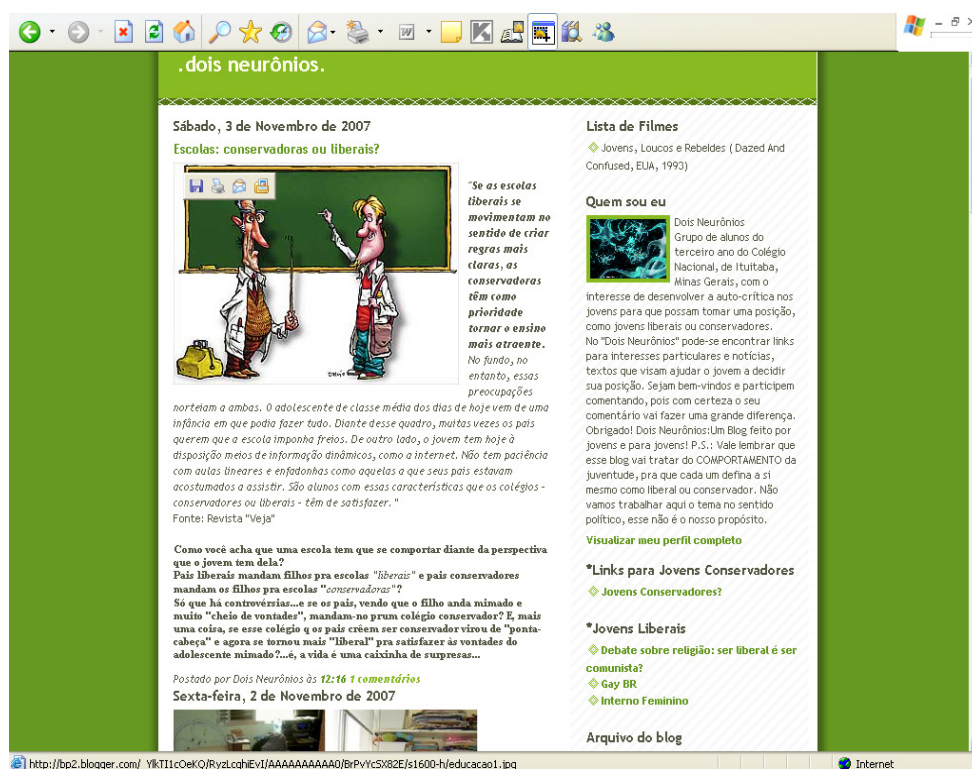 .dois neurônios.
Sábado, 3 de Novembro de 2007
Escolas: conservadoras ou liberais?
"Se as escolas
liberais se
movimentam no
sentido de criar
regras mais
claras, as
conservadoras
têm como
prioridade
tornar o ensino
mais atraente.
No fundo, no
entanto, essas
preocupações
norteiam a ambas. O adolescente de classe média dos dias de hoje vem de uma
infância em que podia fazer tudo. Diante desse quadro, muitas vezes os pais
querem que a escola imponha freios. De outro lado, o jovem tem hoje à
disposição meios de informação dinâmicos, como a internet. Não tem paciência
com aulas lineares e enfadonhas como aquelas a que seus pais estavam
acostumados a assistir. São alunos com essas características que os colégios -
conservadores ou liberais - têm de satisfazer. "
Fonte: Revista "Veja"
Como você acha que uma escola tem que se comportar diante da perspectiva
que o jovem tem dela?
Pais liberais mandam filhos pra escolas "liberais" e pais conservadores
mandam os filhos pra escolas "conservadoras"?
Só que há controvérsias...e se os pais, vendo que o filho anda mimado e
muito "cheio de vontades", mandam-no prum colégio conservador? E, mais
uma coisa, se esse colégio q os pais crêem ser conservador virou de "ponta-
cabeça" e agora se tornou mais "liberal" pra satisfazer às vontades do
adolescente mimado?...é, a vida é uma caixinha de surpresas...
Postado por Dois Neurônios às 12:16 1 comentários
Sexta-feira, 2 de Novembro de 2007
Lista de Filmes
Jovens, Loucos e Rebeldes ( Dazed And
Confused, EUA, 1993)
Quem sou eu
Dois Neurônios
Grupo de alunos do
terceiro ano do Colégio
Nacional, de Ituitaba,
Minas Gerais, com o
interesse de desenvolver a auto-crítica nos
jovens para que possam tomar uma posição,
como jovens liberais ou conservadores.
No "Dois Neurônios" pode-se encontrar links
para interesses particulares e notícias,
textos que visam ajudar o jovem a decidir
sua posição. Sejam bem-vindos e participem
comentando, pois com certeza o seu
comentário vai fazer uma grande diferença.
Obrigado! Dois Neurônios:Um Blog feito por
jovens e para jovens! P.S.: Vale lembrar que
esse blog vai tratar do COMPORTAMENTO da
juventude, pra que cada um defina a si
mesmo como liberal ou conservador. Não
vamos trabalhar aqui o tema no sentido
político, esse não é o nosso propósito.
Visualizar meu perfil completo
*Links para Jovens Conservadores
Jovens Conservadores?
*Jovens Liberais
Debate sobre religião: ser liberal é ser
comunista?
Gay BR
Interno Feminino
Arquivo do blog
http://bp2.blogger.com/_YlkTI1cOeKQ/RyzLcqhiEvI/AAAAAAAAAA0/BrPvYcSX82E/s1600-h/educacao1.jpg
Internet